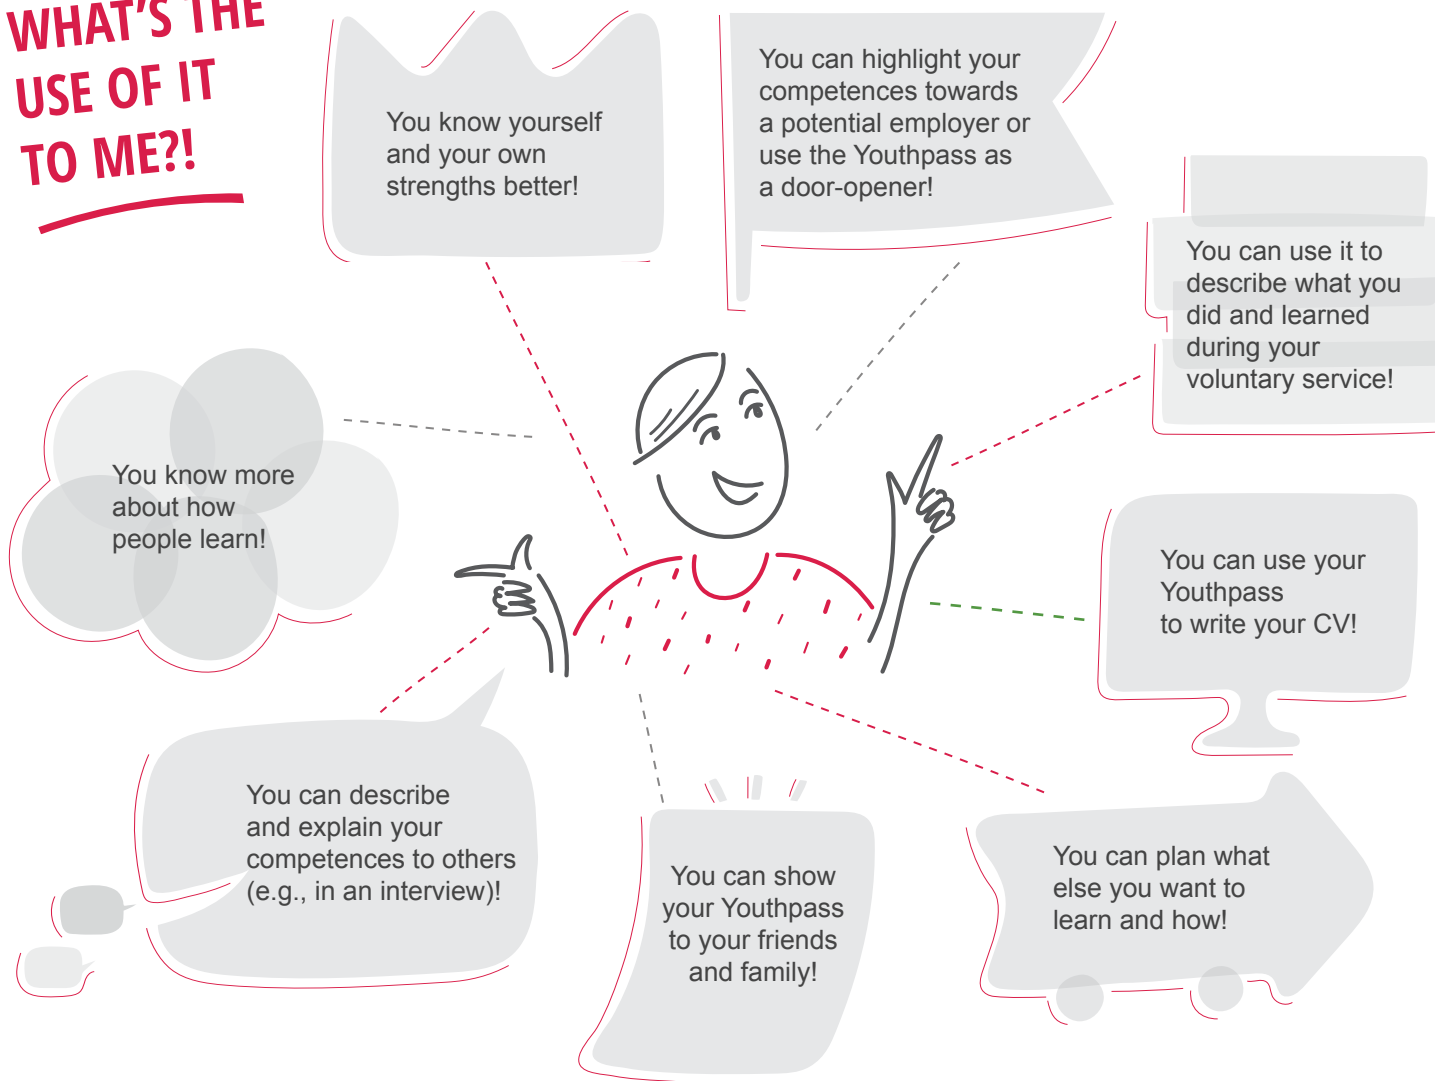 WHAT'S THE
USE OF IT
TO ME?!
You know yourself
and your own
strengths better!
You can highlight your
competences towards
a potential employer or
use the Youthpass as
a door-opener!
You can use it to
describe what you
did and learned
during your
voluntary service!
You know more
about how
people learn!
You can use your
Youthpass
to write your CV!
You can describe
and explain your
competences to others
(e.g., in an interview)!
You can show
your Youthpass
to your friends
and family!
You can plan what
else you want to
learn and how!